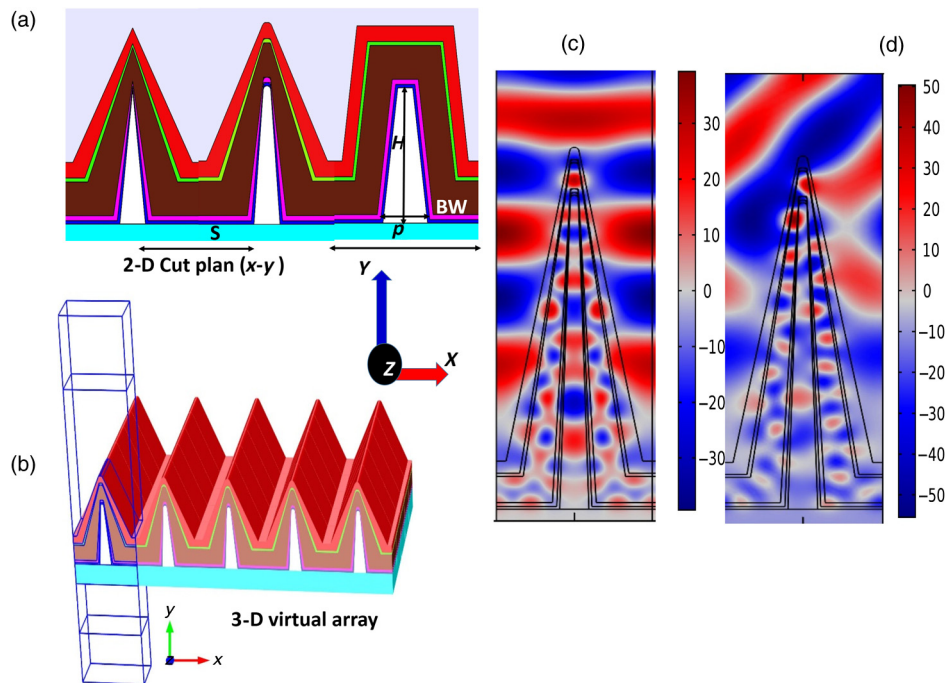 (a)
H
BW
S
p
2-D Cut plan (x-y )
Y
X
Z
(b)
3-D virtual array
y
x
(c)
30
20
10
0
−10
−20
−30
(d)
50
40
30
20
10
0
−10
−20
−30
−40
−50